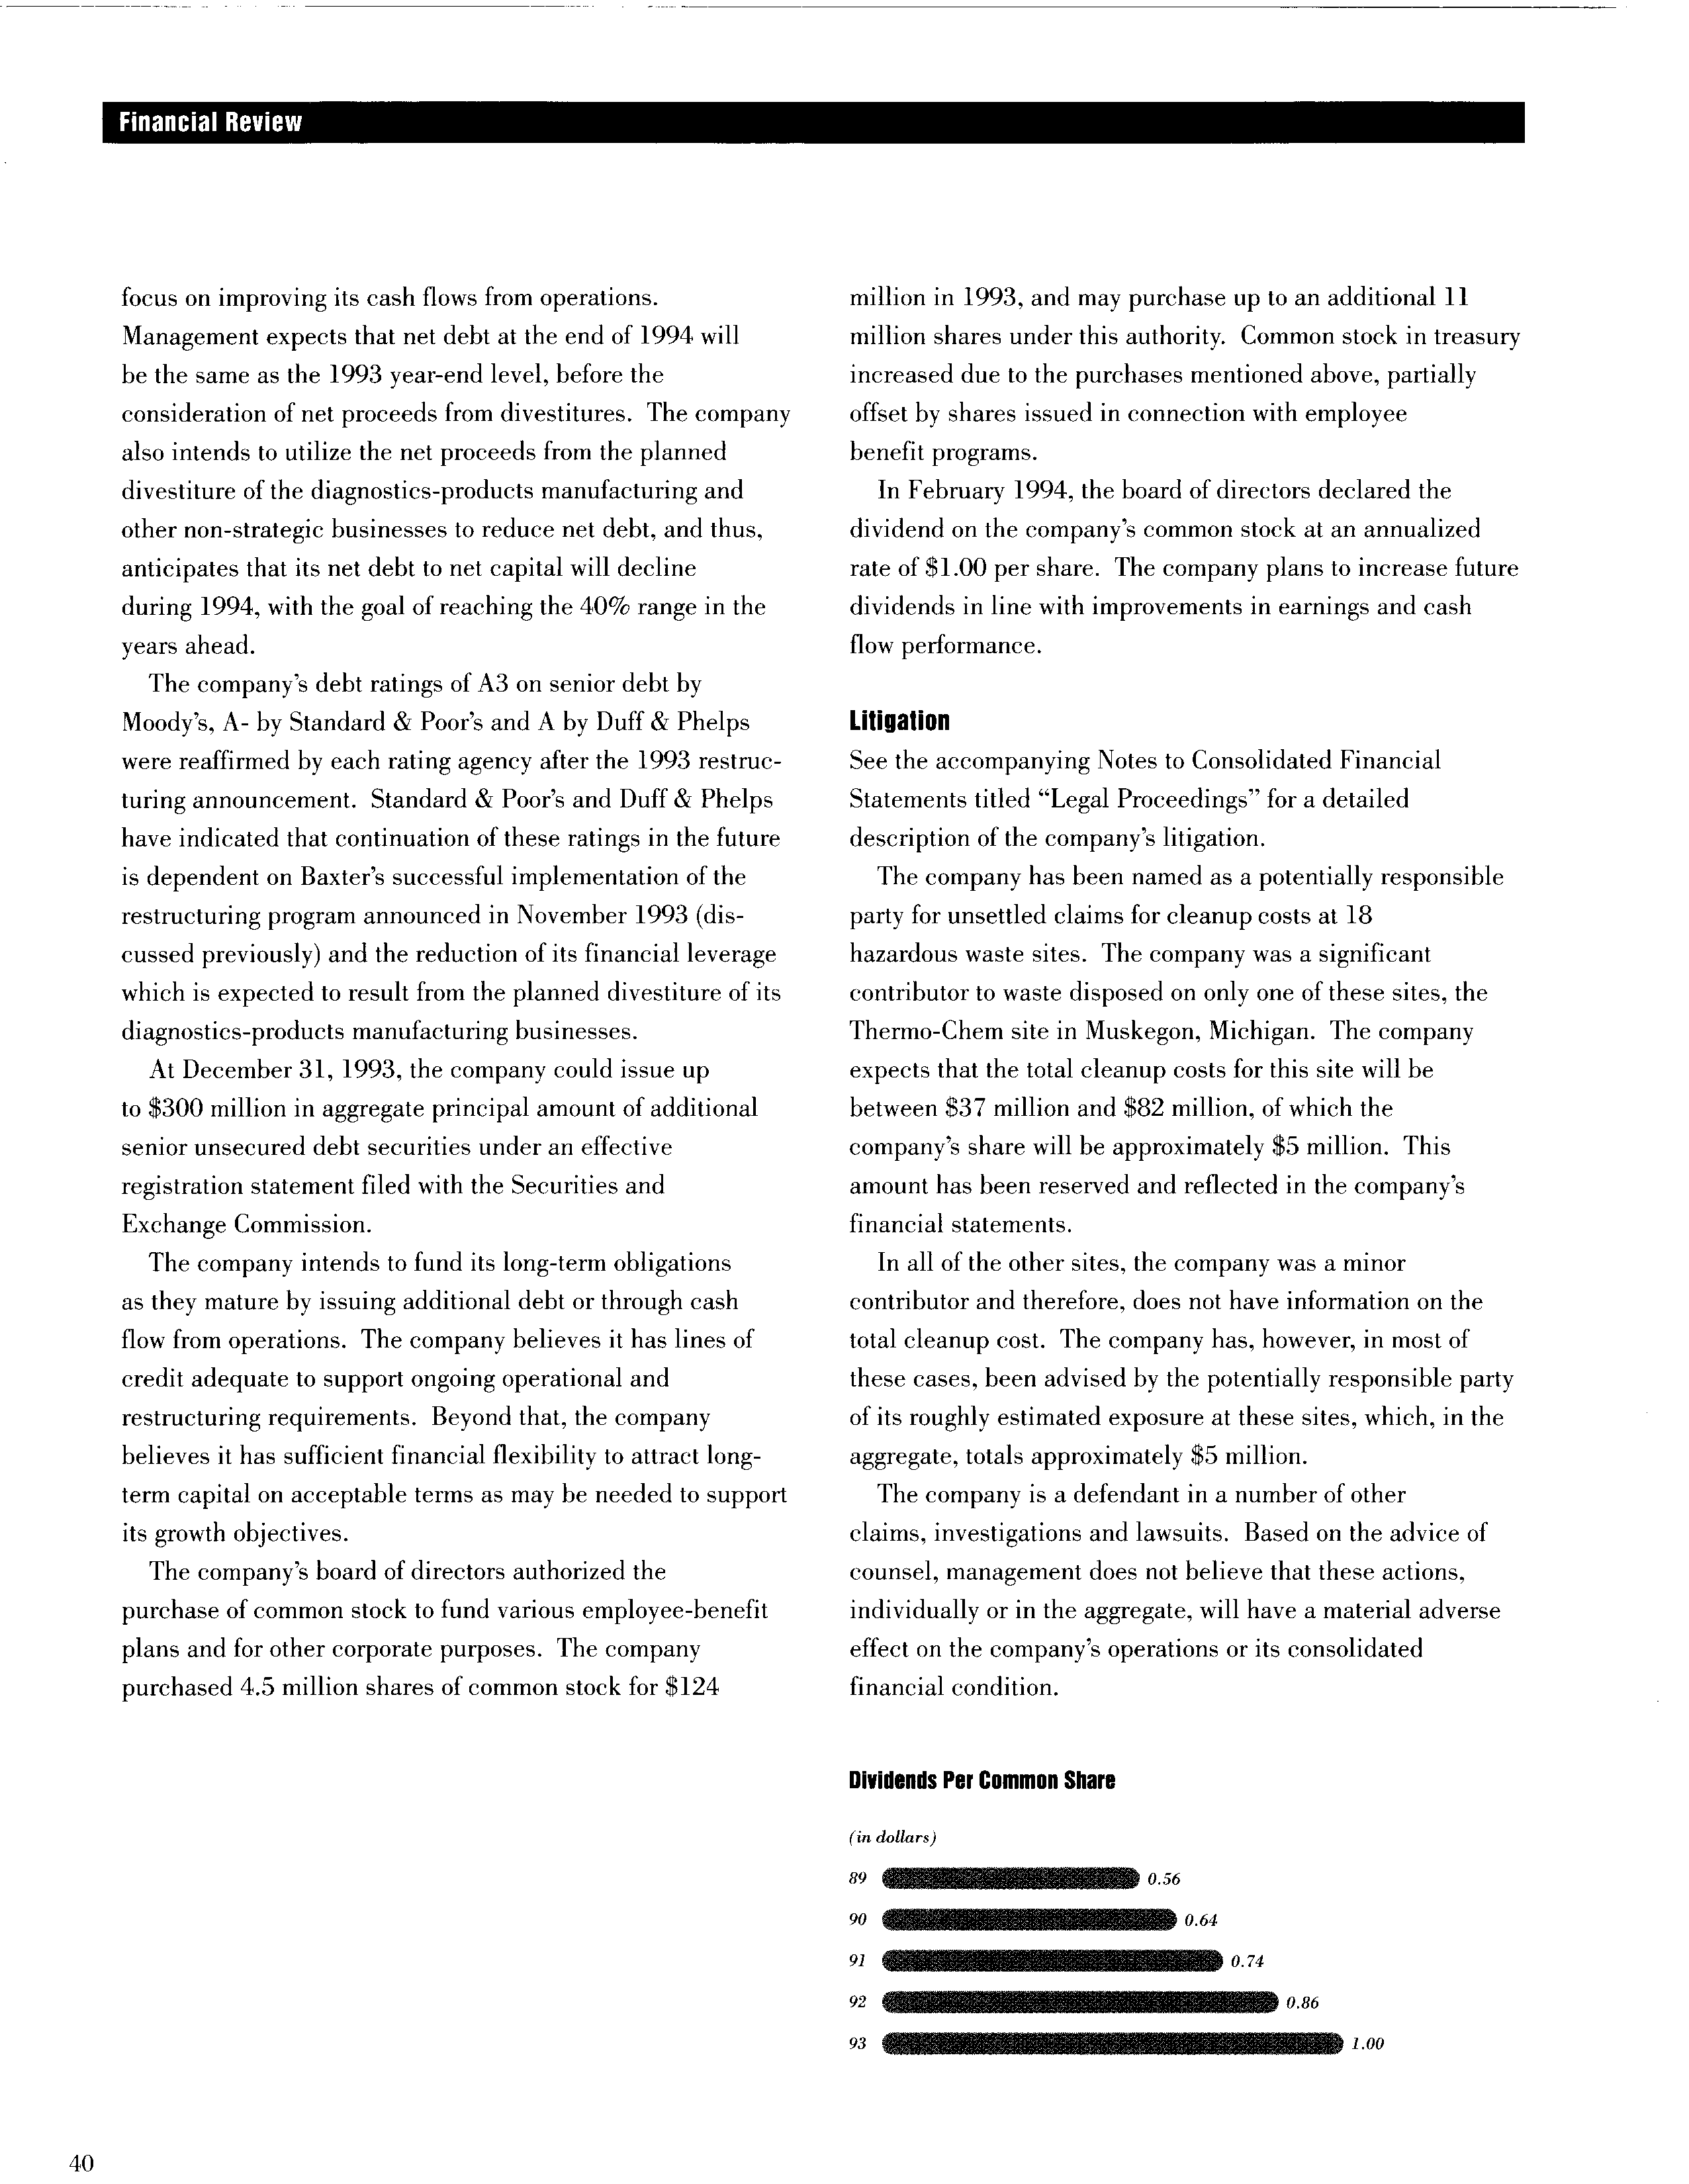 Financial Review
focus on improving its cash flows from operations.
Management expects that net debt at the end of 1994 will
be the same as the 1993 year-end level, before the
consideration of net proceeds from divestitures. The company
also intends to utilize the net proceeds from the planned
divestiture of the diagnostics-products manufacturing and
other non-strategic businesses to reduce net debt, and thus,
anticipates that its net debt to net capital will decline
during 1994, with the goal of reaching the 40% range in the
years ahead.
The company's debt ratings of A3 on senior debt by
Moody's, A- by Standard & Poor's and A by Duff & Phelps
were reaffirmed by each rating agency after the 1993 restruc-
turing announcement. Standard & Poor's and Duff & Phelps
have indicated that continuation of these ratings in the future
is dependent on Baxter's successful implementation of the
restructuring program announced in November 1993 (dis-
cussed previously) and the reduction of its financial leverage
which is expected to result from the planned divestiture of its
diagnostics-products manufacturing businesses.
At December 31, 1993, the company could issue up
to $300 million in aggregate principal amount of additional
senior unsecured debt securities under an effective
registration statement filed with the Securities and
Exchange Commission.
The company intends to fund its long-term obligations
as they mature by issuing additional debt or through cash
flow from operations. The company believes it has lines of
credit adequate to support ongoing operational and
restructuring requirements. Beyond that, the company
believes it has sufficient financial flexibility to attract long-
term capital on acceptable terms as may be needed to support
its growth objectives.
The company's board of directors authorized the
purchase of common stock to fund various employee-benefit
plans and for other corporate purposes. The company
purchased 4.5 million shares of common stock for $124
million in 1993, and may purchase up to an additional 11
million shares under this authority. Common stock in treasury
increased due to the purchases mentioned above, partially
offset by shares issued in connection with employee
benefit programs.
In February 1994, the board of directors declared the
dividend on the company's common stock at an annualized
rate of $1.00 per share. The company plans to increase future
dividends in line with improvements in earnings and cash
flow performance.
Litigation
See the accompanying Notes to Consolidated Financial
Statements titled “Legal Proceedings” for a detailed
description of the company's litigation.
The company has been named as a potentially responsible
party for unsettled claims for cleanup costs at 18
hazardous waste sites. The company was a significant
contributor to waste disposed on only one of these sites, the
Thermo-Chem site in Muskegon, Michigan. The company
expects that the total cleanup costs for this site will be
between $37 million and $82 million, of which the
company's share will be approximately $5 million. This
amount has been reserved and reflected in the company's
financial statements.
In all of the other sites, the company was a minor
contributor and therefore, does not have information on the
total cleanup cost. The company has, however, in most of
these cases, been advised by the potentially responsible party
of its roughly estimated exposure at these sites, which, in the
aggregate, totals approximately $5 million.
The company is a defendant in a number of other
claims, investigations and lawsuits. Based on the advice of
counsel, management does not believe that these actions,
individually or in the aggregate, will have a material adverse
effect on the company's operations or its consolidated
financial condition.
Dividends Per Common Share
(in dollars)
89 0.56
90 0.64
91 0.74
92 0.86
93 1.00
40